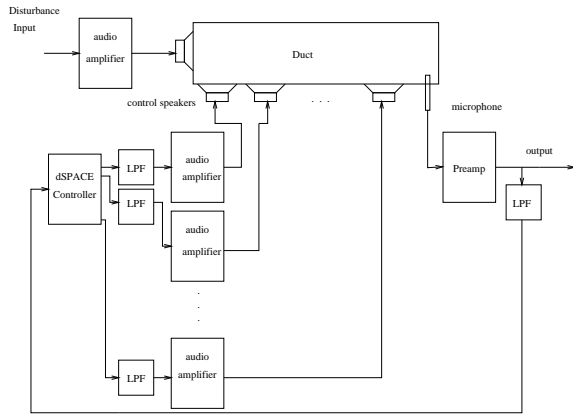 Disturbance
Input
audio
amplifier
Duct
control speakers
. . .
microphone
audio
amplifier
LPF
dSPACE
Controller
LPF
audio
amplifier
Preamp
output
LPF
.
.
.
audio
amplifier
LPF